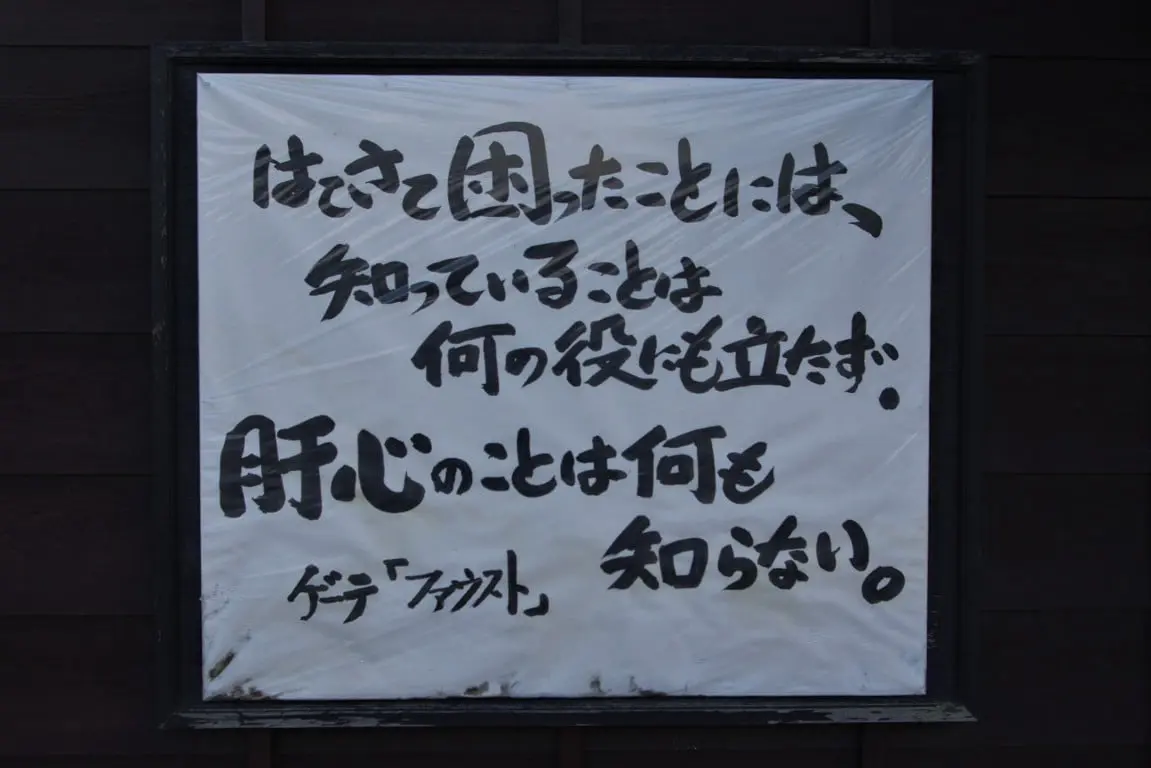 はてさて困ったことには、
知っていることは
何の役にも立たず。
肝心のことは何も
知らない。
ゲーテ「ファウスト」